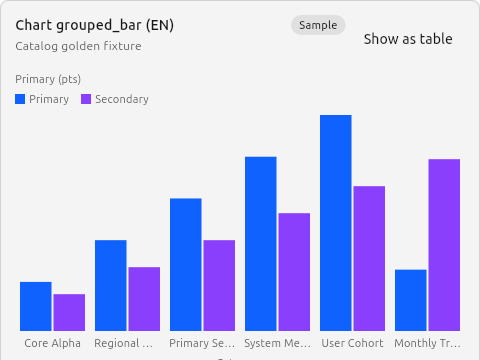 Chart grouped_bar (EN)
Sample
Show as table
Catalog golden fixture
Primary (pts)
Primary
Secondary
Core Alpha
Regional …
Primary Se…
System Me…
User Cohort
Monthly Tr…